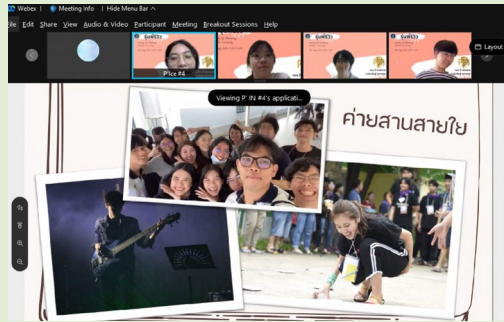 Webex | Meeting Info | Hide Menu Bar ^
File Edit Share View Audio & Video Participant Meeting Breakout Sessions Help
Layout
P'Ice #4
Viewing P' IN #4's applicati...
ค่ายสานสายใย